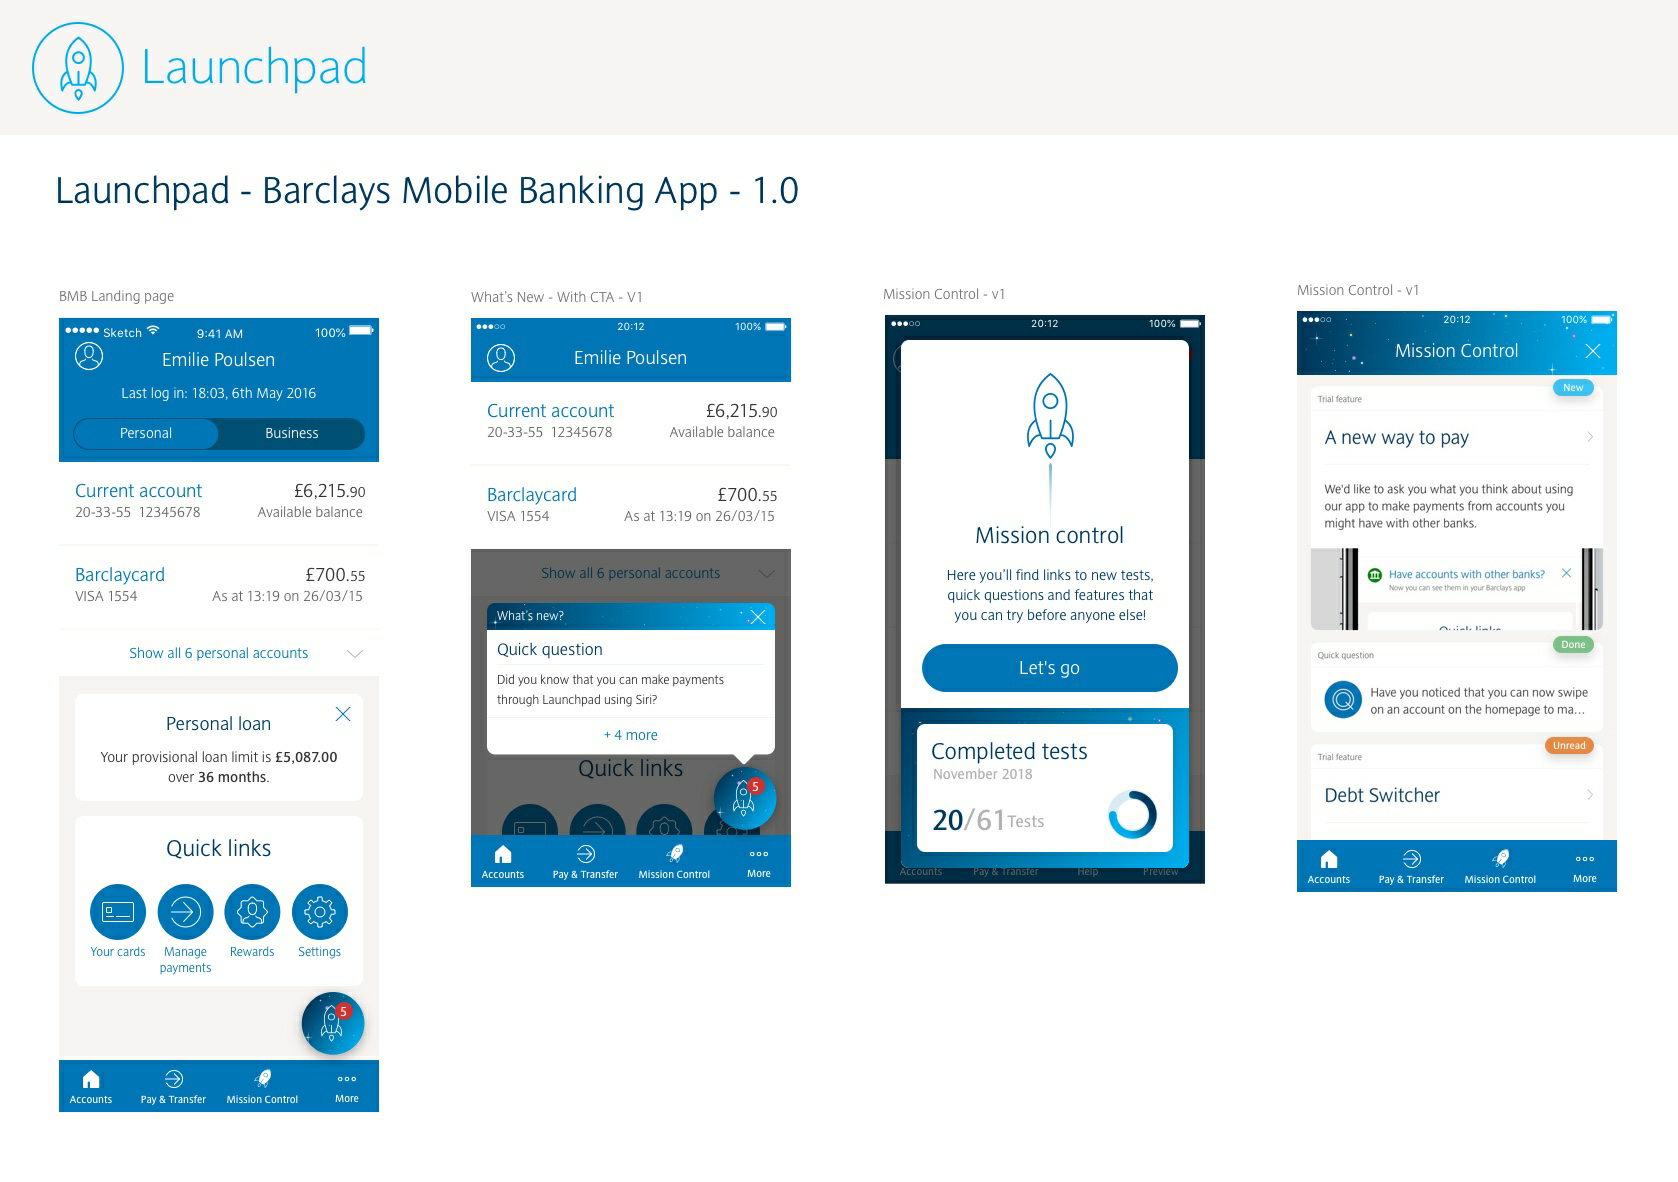 Launchpad
Launchpad - Barclays Mobile Banking App - 1.0
BMB Landing page
Sketch 9:41 AM 100%
Emilie Poulsen
Last log in: 18:03, 6th May 2016
Personal Business
Current account £6,215.90
20-33-55 12345678 Available balance
Barclaycard £700.55
VISA 1554 As at 13:19 on 26/03/15
Show all 6 personal accounts
Personal loan
Your provisional loan limit is £5,087.00
over 36 months.
Quick links
Your cards Manage payments Rewards Settings
5
Accounts Pay & Transfer Mission Control More
What's New - With CTA - V1
20:12 100%
Emilie Poulsen
Current account £6,215.90
20-33-55 12345678 Available balance
Barclaycard £700.55
VISA 1554 As at 13:19 on 26/03/15
Show all 6 personal accounts
What's new?
Quick question
Did you know that you can make payments
through Launchpad using Siri?
+ 4 more
Quick links
5
Accounts Pay & Transfer Mission Control More
Mission Control - v1
20:12 100%
Mission control
Here you'll find links to new tests,
quick questions and features that
you can try before anyone else!
Let's go
Completed tests
November 2018
20/61 Tests
Accounts Pay & Transfer Help Preview
Mission Control - v1
20:12 100%
Mission Control
New
Trial feature
A new way to pay
We'd like to ask you what you think about using
our app to make payments from accounts you
might have with other banks.
Have accounts with other banks?
Now you can see them in your Barclays app
Quick links
Done
Quick question
Have you noticed that you can now swipe
on an account on the homepage to ma...
Unread
Trial feature
Debt Switcher
Accounts Pay & Transfer Mission Control More